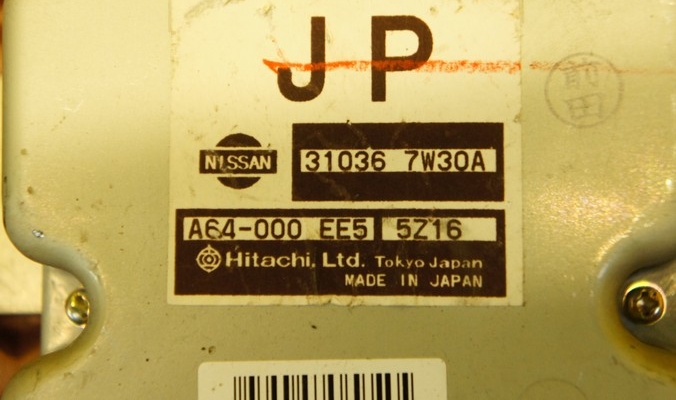 JP
前田
NISSAN 31036 7W30A
A64-000 EE5 5Z16
Hitachi, Ltd. Tokyo Japan
MADE IN JAPAN